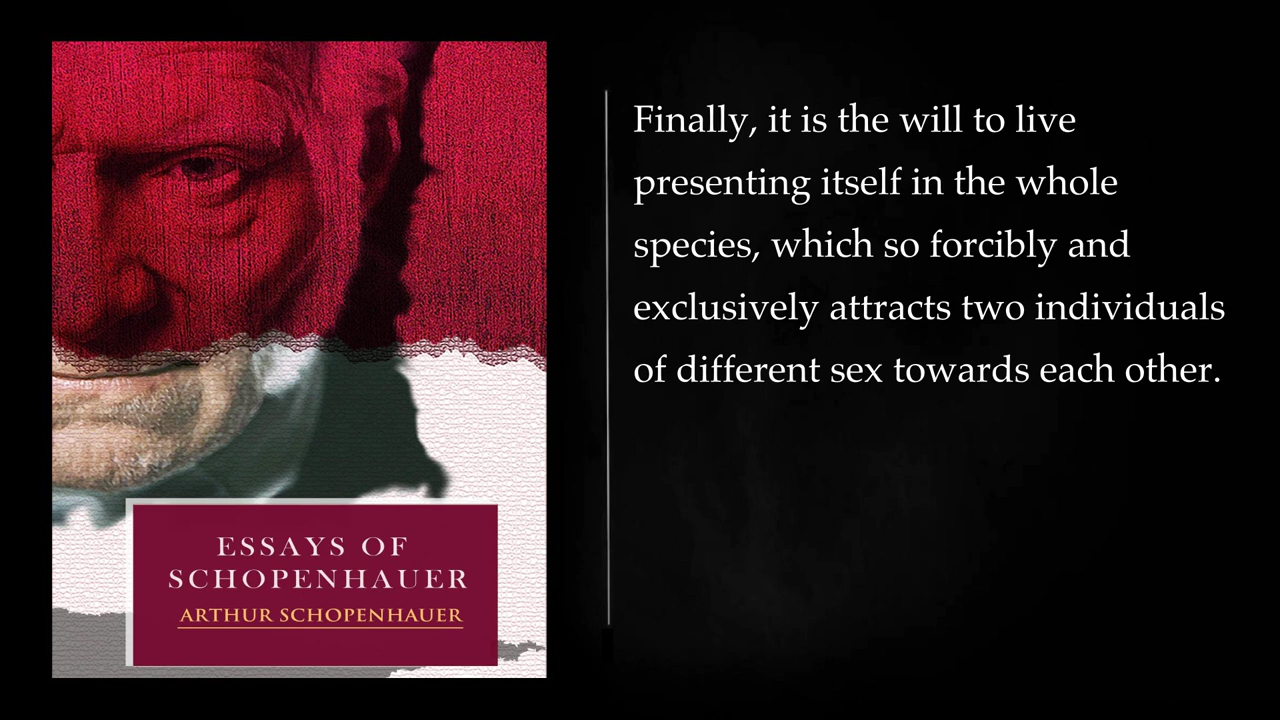 ESSAYS OF
SCHOPENHAUER
ARTHUR SCHOPENHAUER
Finally, it is the will to live
presenting itself in the whole
species, which so forcibly and
exclusively attracts two individuals
of different sex towards each other.